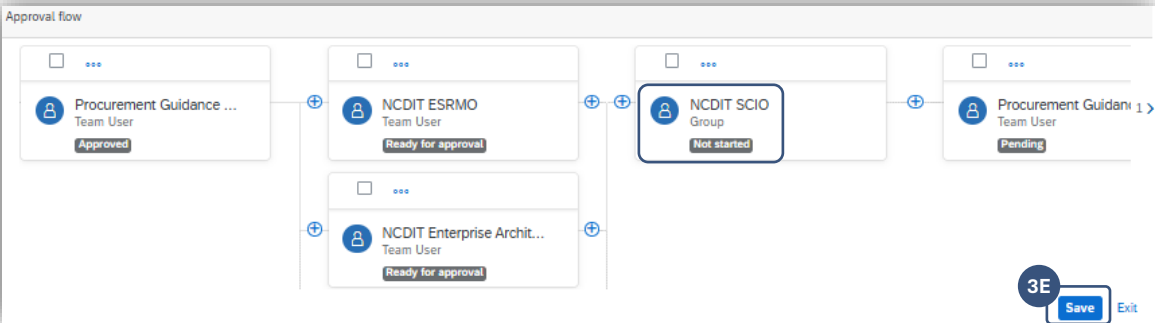 Approval flow
Procurement Guidance ...
Team User
Approved
NCDIT ESRMO
Team User
Ready for approval
NCDIT SCIO
Group
Not started
Procurement Guidan
Team User
Pending
1
NCDIT Enterprise Archit...
Team User
Ready for approval
3E
Save
Exit